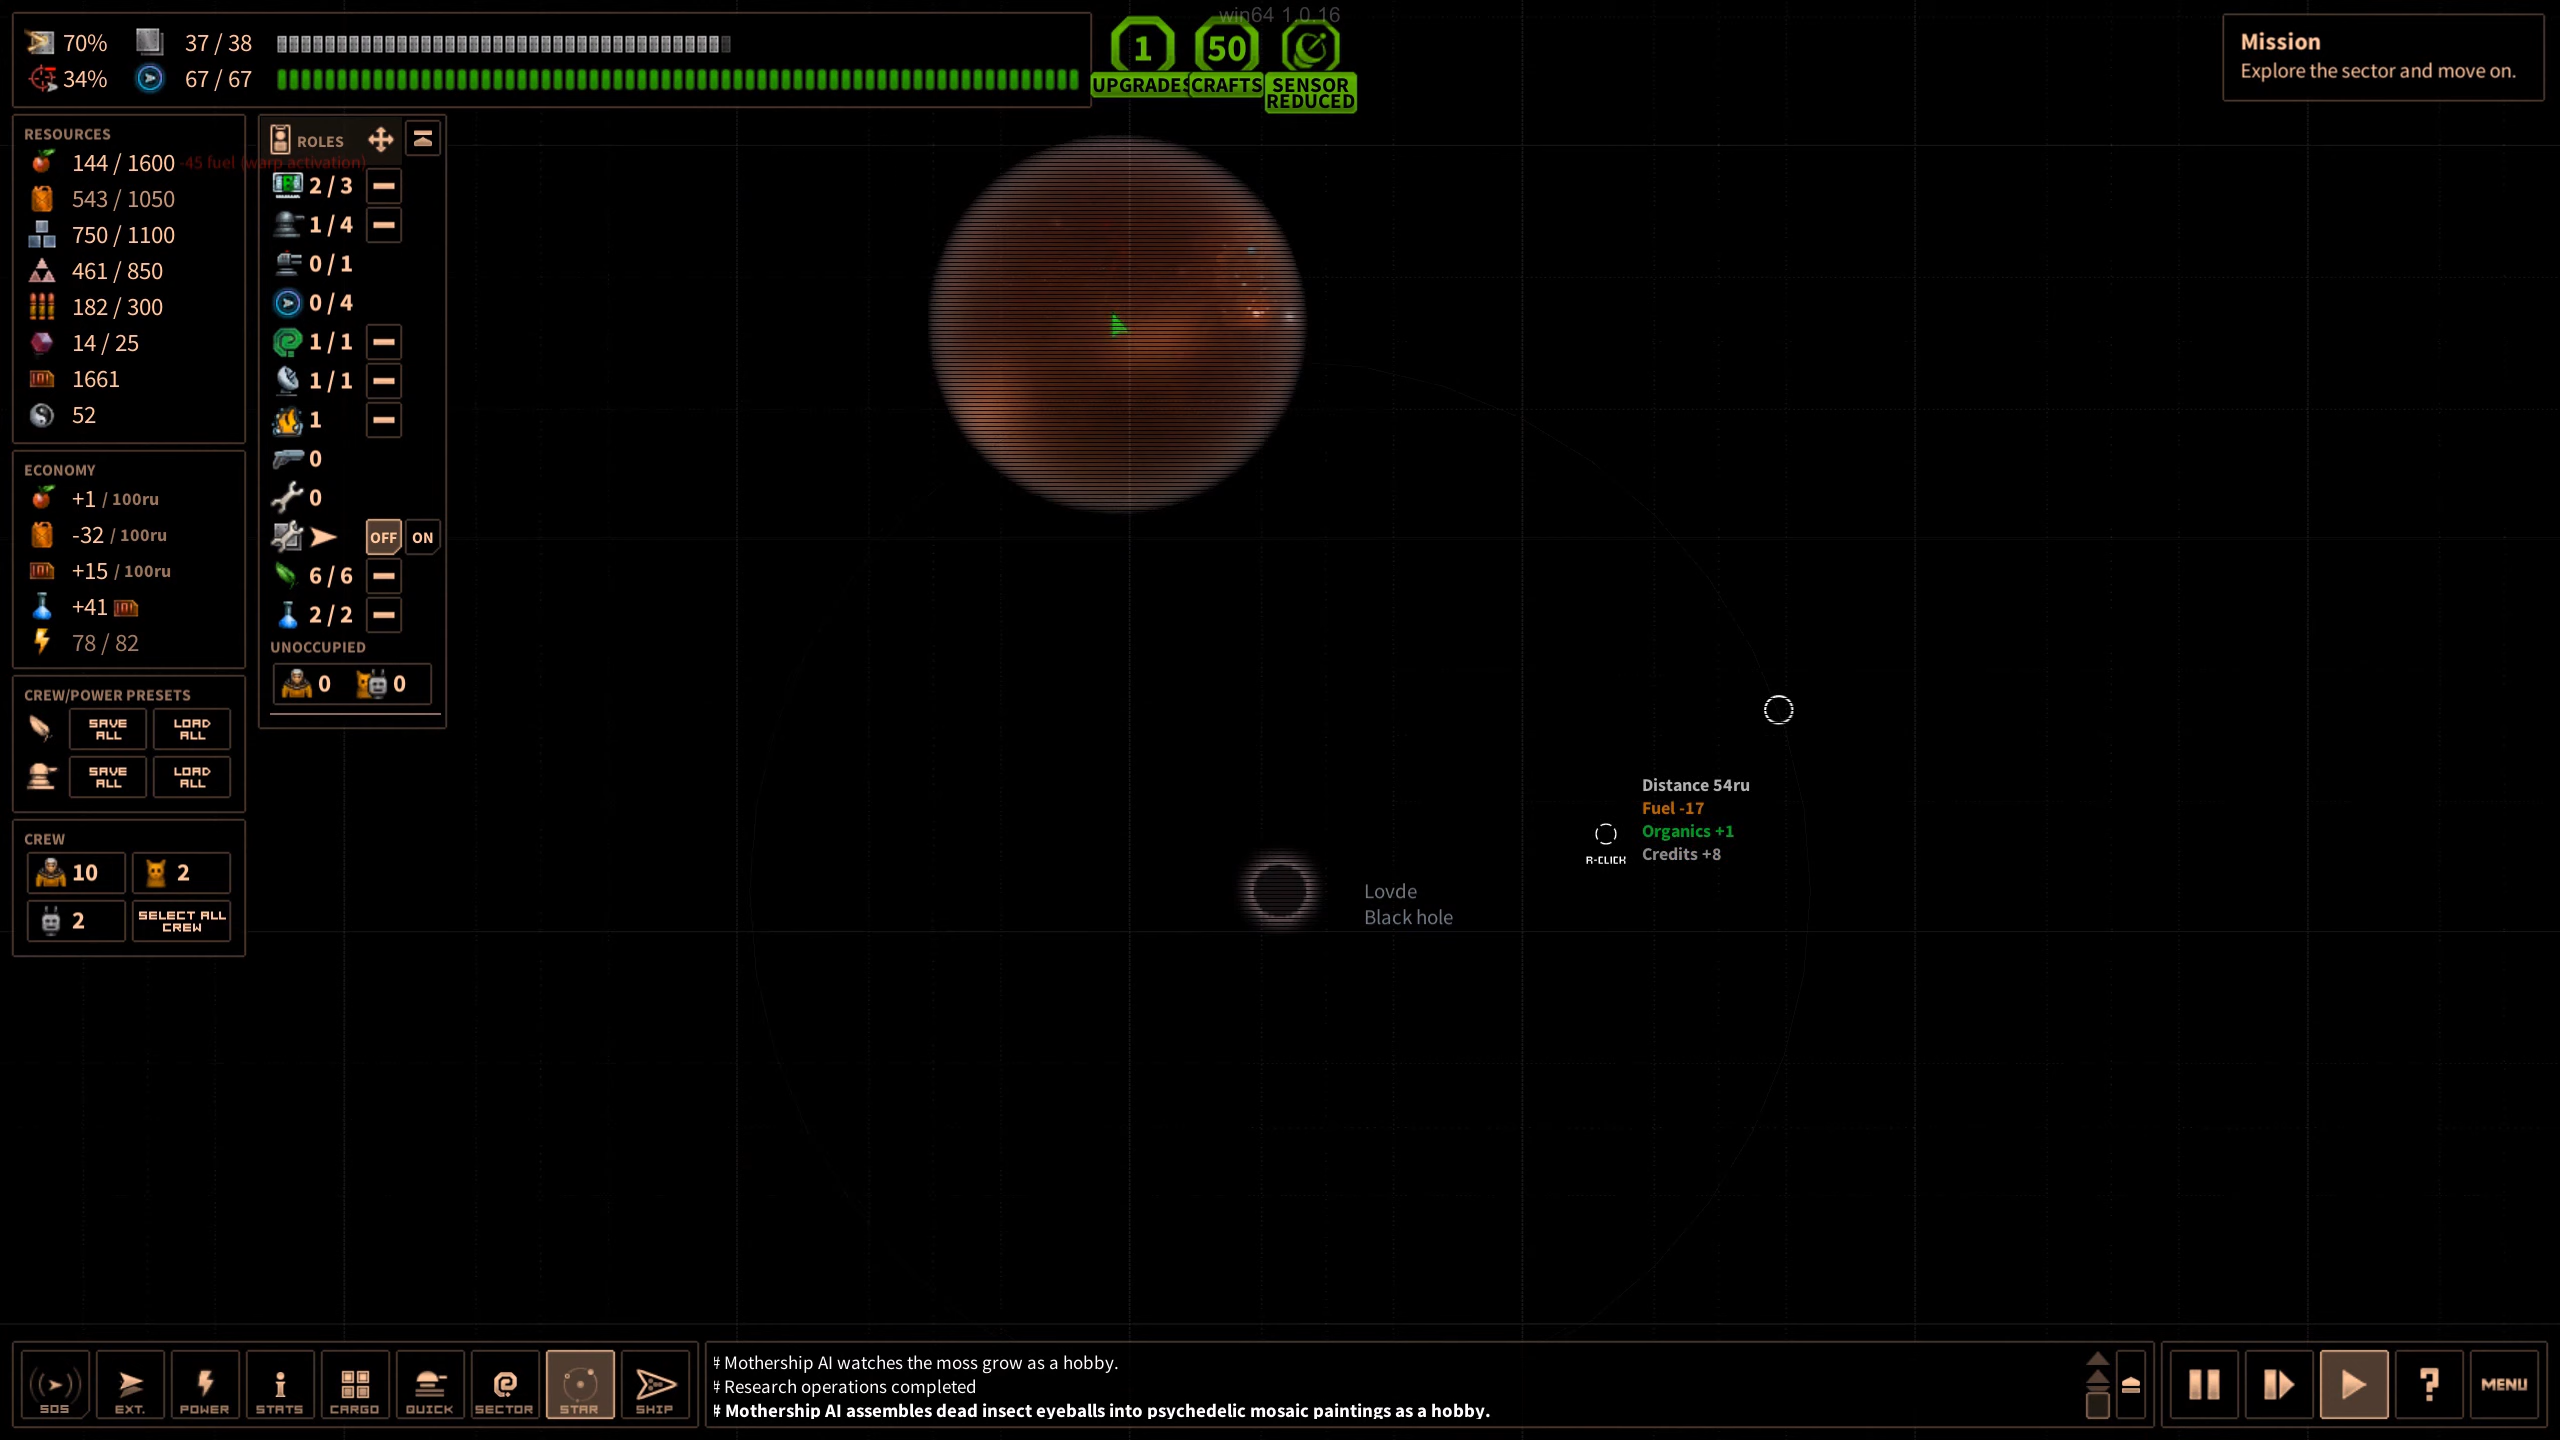 win64 1.0.16
70%
37 / 38
34%
67 / 67
1
UPGRADES
50
CRAFTS
SENSOR
REDUCED
Mission
Explore the sector and move on.
RESOURCES
144 / 1600
-45 fuel (warp activation)
543 / 1050
750 / 1100
461 / 850
182 / 300
14 / 25
1661
52
ECONOMY
+1 / 100ru
-32 / 100ru
+15 / 100ru
+41
78 / 82
CREW/POWER PRESETS
SAVE ALL
LOAD ALL
SAVE ALL
LOAD ALL
CREW
10
2
2
SELECT ALL CREW
ROLES
2 / 3
1 / 4
0 / 1
0 / 4
1 / 1
1 / 1
1
0
0
OFF
ON
6 / 6
2 / 2
UNOCCUPIED
0
0
Distance 54ru
Fuel -17
Organics +1
Credits +8
R-CLICK
Lovde
Black hole
SOS
EXT.
POWER
STATS
CARGO
QUICK
SECTOR
STAR
SHIP
# Mothership AI watches the moss grow as a hobby.
# Research operations completed
# Mothership AI assembles dead insect eyeballs into psychedelic mosaic paintings as a hobby.
?
MENU